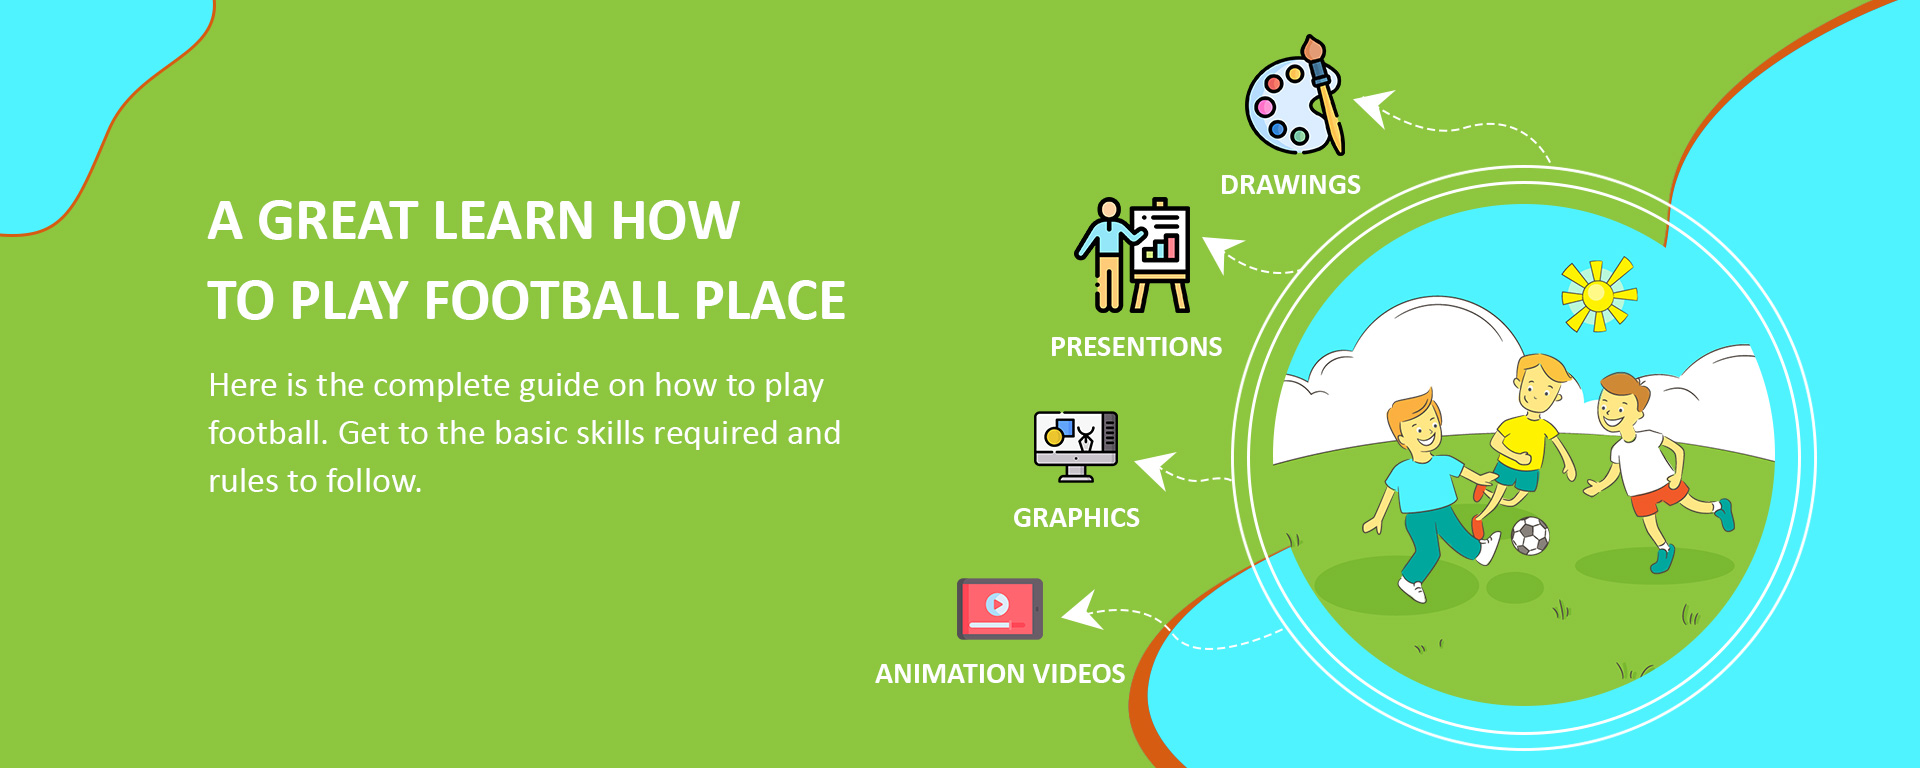 A GREAT LEARN HOW
TO PLAY FOOTBALL PLACE
Here is the complete guide on how to play
football. Get to the basic skills required and
rules to follow.
DRAWINGS
PRESENTIONS
GRAPHICS
ANIMATION VIDEOS